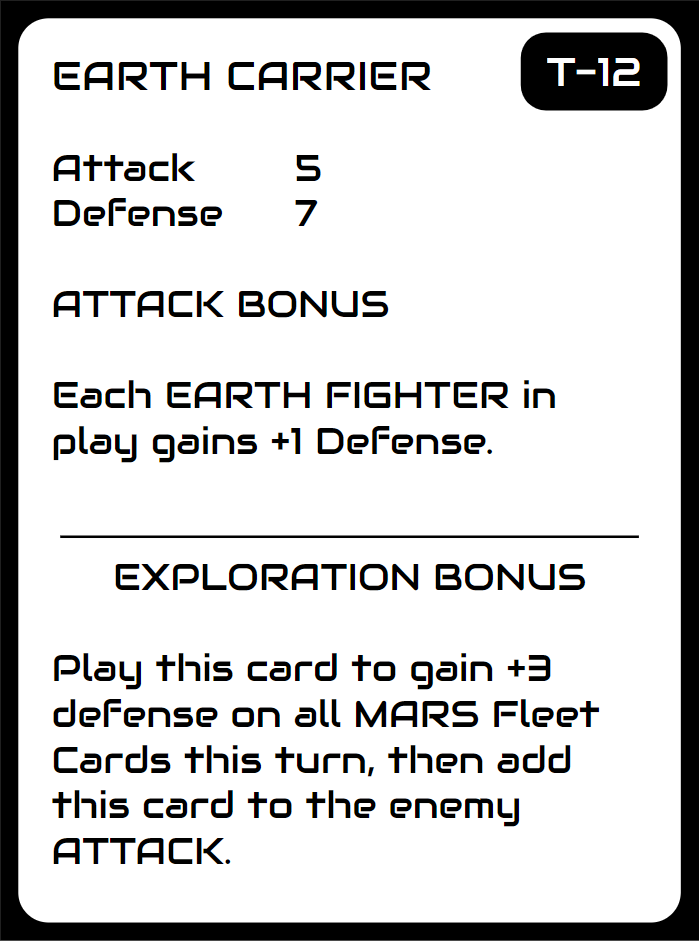 EARTH CARRIER
T-12
Attack 5
Defense 7
ATTACK BONUS
Each EARTH FIGHTER in
play gains +1 Defense.
EXPLORATION BONUS
Play this card to gain +3
defense on all MARS Fleet
Cards this turn, then add
this card to the enemy
ATTACK.